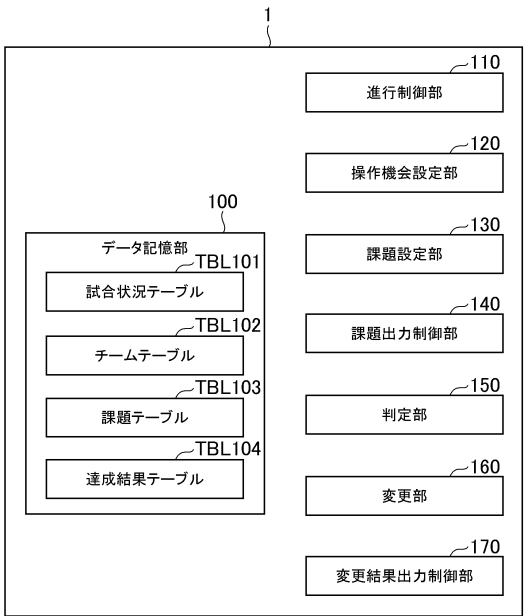 1
110
進行制御部
120
操作機会設定部
130
課題設定部
140
課題出力制御部
150
判定部
160
変更部
170
変更結果出力制御部
100
データ記憶部
TBL101
試合状況テーブル
TBL102
チームテーブル
TBL103
課題テーブル
TBL104
達成結果テーブル